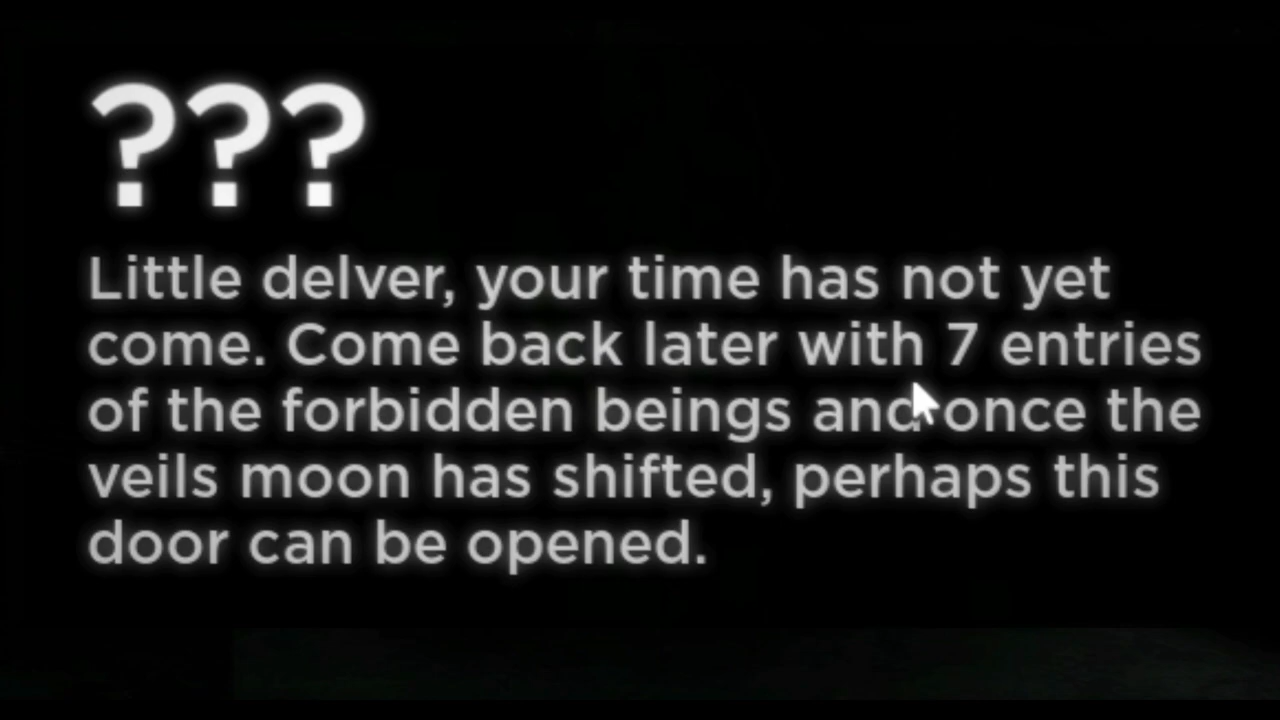 ???
Little delver, your time has not yet
come. Come back later with 7 entries
of the forbidden beings and once the
veils moon has shifted, perhaps this
door can be opened.